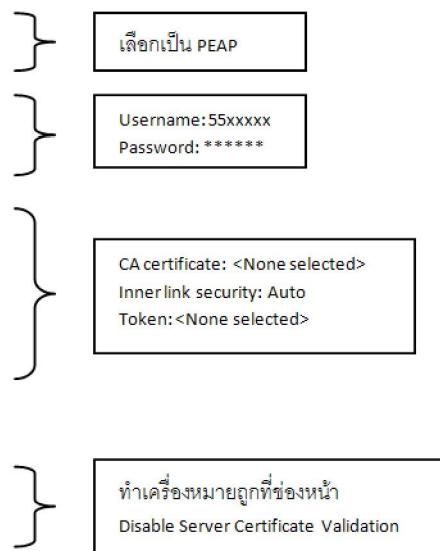 เลือกเป็น PEAP
Username:55xxxxx
Password: ******
CA certificate: <None selected>
Inner link security: Auto
Token:<None selected>
ทำเครื่องหมายถูกที่ช่องหน้า
Disable Server Certificate Validation